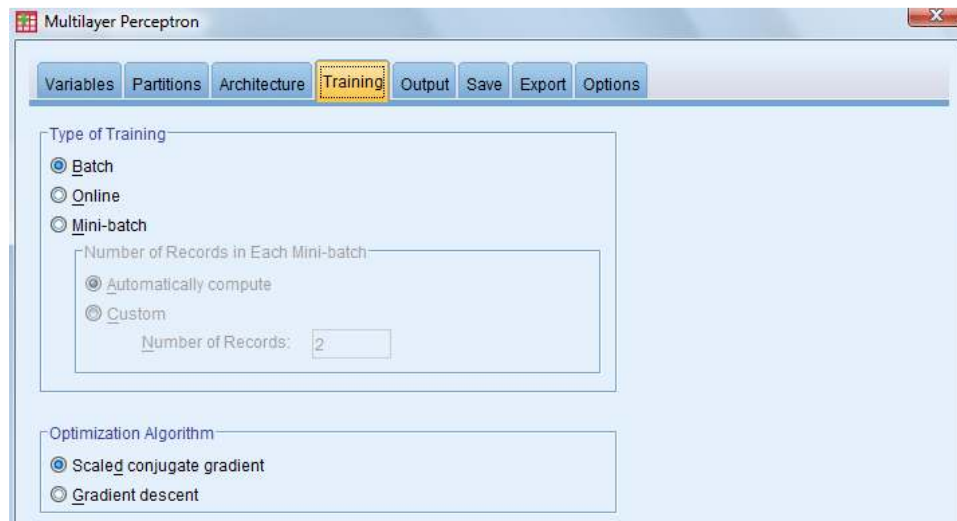 Multilayer Perceptron
X
Variables Partitions Architecture Training Output Save Export Options
Type of Training
Batch
Online
Mini-batch
Number of Records in Each Mini-batch
Automatically compute
Custom
Number of Records: 2
Optimization Algorithm
Scaled conjugate gradient
Gradient descent